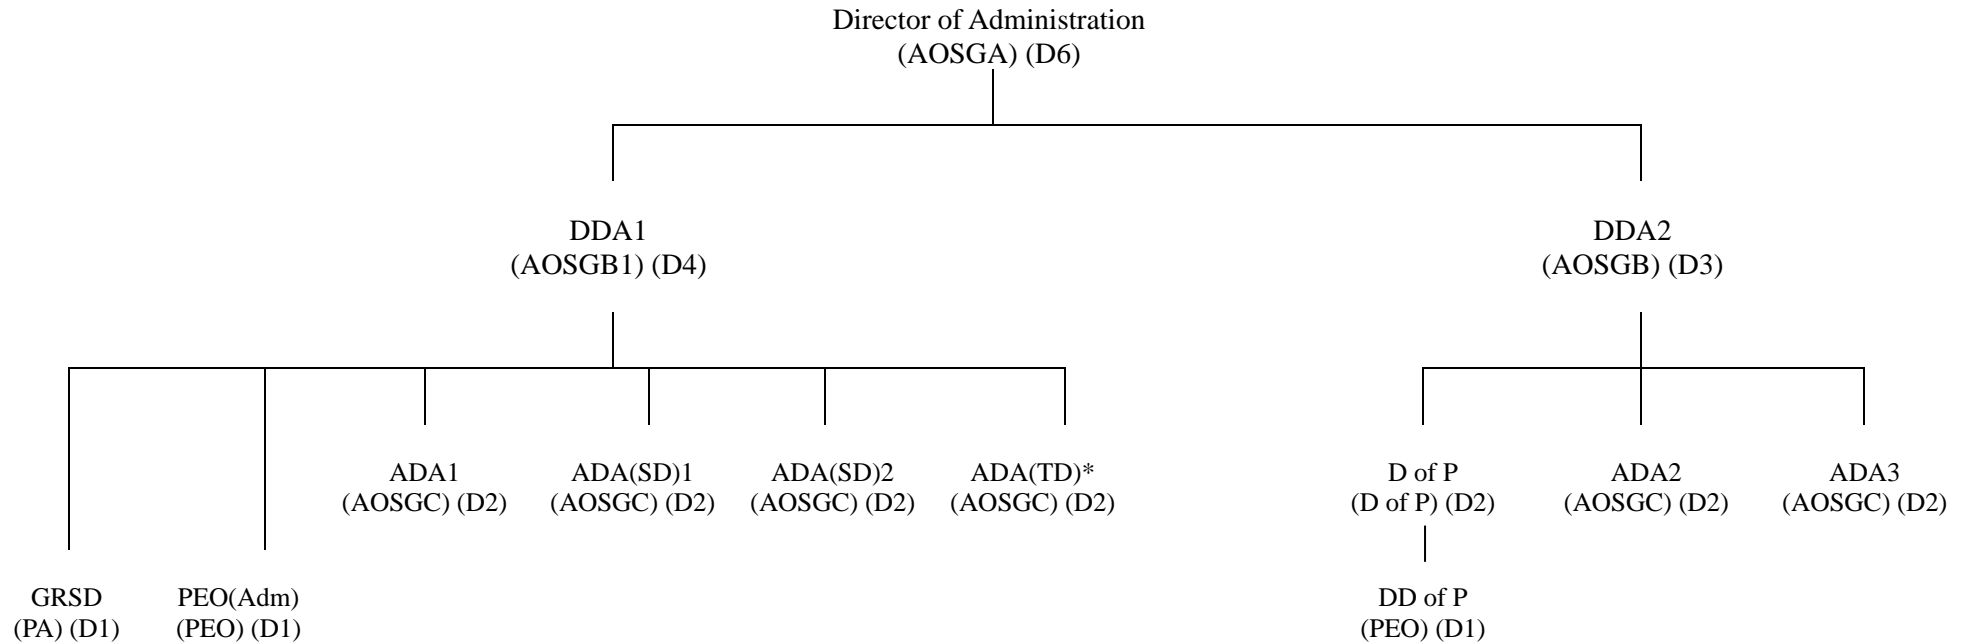 Director of Administration
(AOSGA) (D6)
DDA1
(AOSGB1) (D4)
DDA2
(AOSGB) (D3)
ADA1
(AOSGC) (D2)
ADA(SD)1
(AOSGC) (D2)
ADA(SD)2
(AOSGC) (D2)
ADA(TD)*
(AOSGC) (D2)
D of P
(D of P) (D2)
ADA2
(AOSGC) (D2)
ADA3
(AOSGC) (D2)
GRSD
(PA) (D1)
PEO(Adm)
(PEO) (D1)
DD of P
(PEO) (D1)